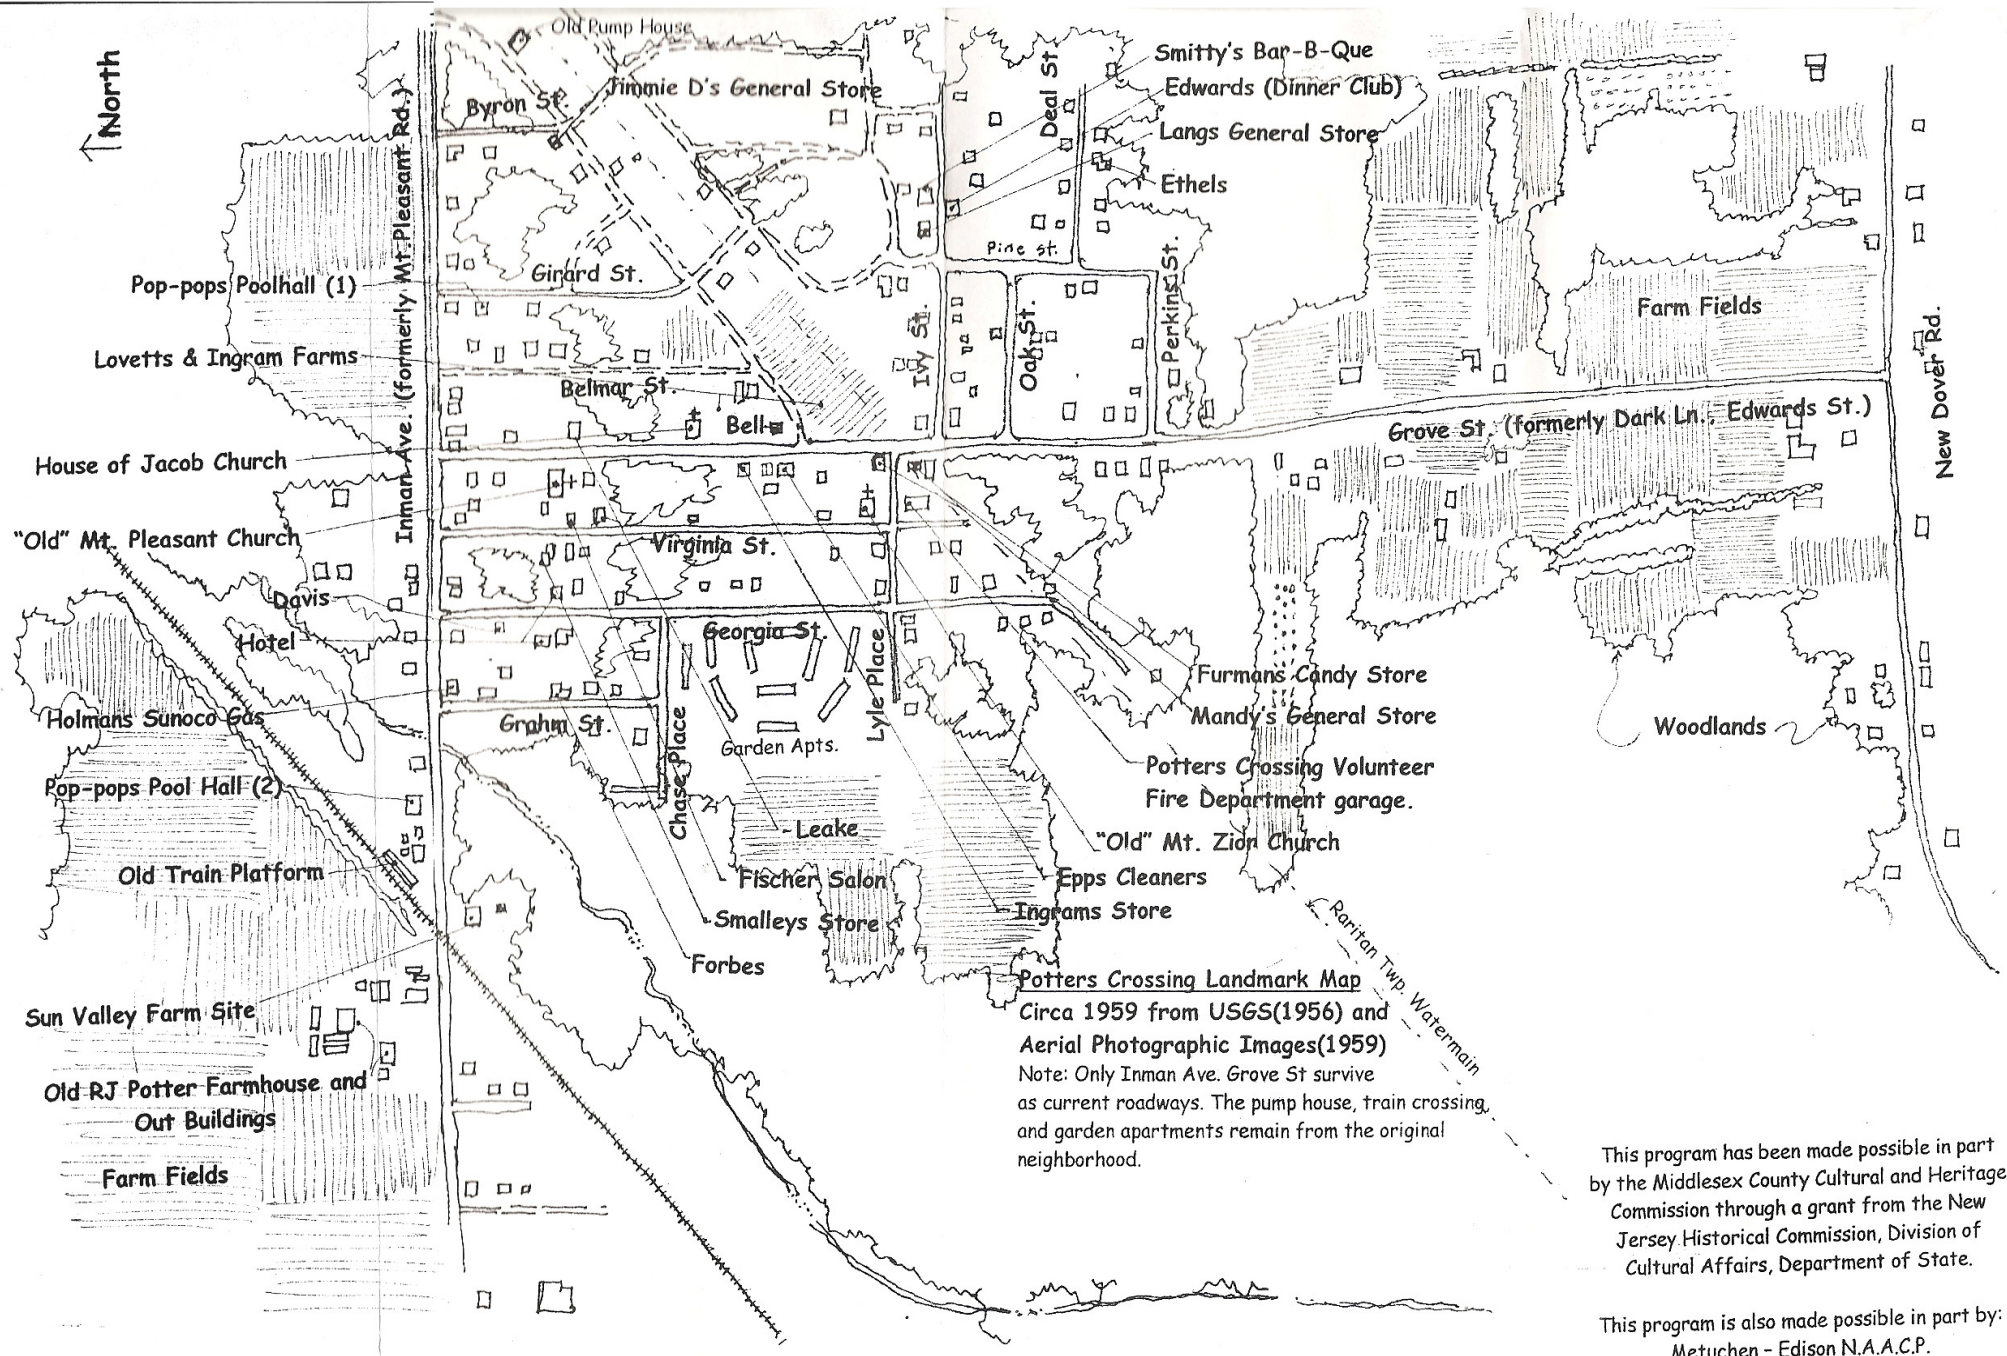 Old Pump House
North
Byron St.
Jimmie D's General Store
Deal St.
Smitty's Bar-B-Que
Edwards (Dinner Club)
Langs General Store
Ethels
Inman Ave. (formerly Mt.Pleasant Rd.)
Pine st.
Perkins St.
Pop-pops Poolhall (1)
Girard St.
Ivy St.
Oak St.
Farm Fields
New Dover Rd.
Lovetts & Ingram Farms
Belmar St.
Bell
Grove St. (formerly Dark Ln., Edwards St.)
House of Jacob Church
"Old" Mt. Pleasant Church
Virginia St.
Davis
Hotel
Georgia St.
Lyle Place
Furmans Candy Store
Mandy's General Store
Woodlands
Holmans Sunoco Gas
Grahm St.
Chase Place
Garden Apts.
Potters Crossing Volunteer
Fire Department garage.
Pop-pops Pool Hall (2)
Leake
"Old" Mt. Zion Church
Old Train Platform
Fischer Salon
Epps Cleaners
Smalleys Store
Ingrams Store
Forbes
Raritan Twp. Watermain
Sun Valley Farm Site
Old RJ Potter Farmhouse and
Out Buildings
Farm Fields
Potters Crossing Landmark Map
Circa 1959 from USGS(1956) and
Aerial Photographic Images(1959)
Note: Only Inman Ave. Grove St survive
as current roadways. The pump house, train crossing,
and garden apartments remain from the original
neighborhood.
This program has been made possible in part
by the Middlesex County Cultural and Heritage
Commission through a grant from the New
Jersey Historical Commission, Division of
Cultural Affairs, Department of State.
This program is also made possible in part by:
Metuchen - Edison N.A.A.C.P.